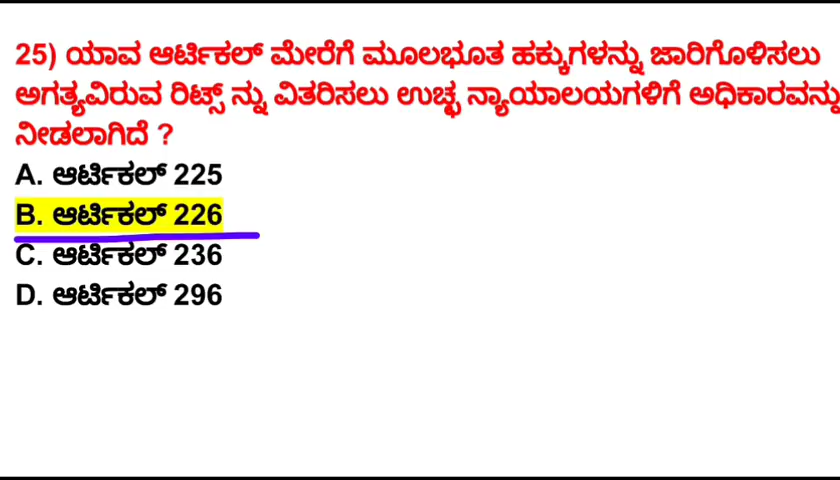 25) ಯಾವ ಆರ್ಟಿಕಲ್ ಮೇರೆಗೆ ಮೂಲಭೂತ ಹಕ್ಕುಗಳನ್ನು ಜಾರಿಗೊಳಿಸಲು
ಅಗತ್ಯವಿರುವ ರಿಟ್ಸ್ ನ್ನು ವಿತರಿಸಲು ಉಚ್ಛ ನ್ಯಾಯಾಲಯಗಳಿಗೆ ಅಧಿಕಾರವನ್ನು
ನೀಡಲಾಗಿದೆ ?
A. ಆರ್ಟಿಕಲ್ 225
B. ಆರ್ಟಿಕಲ್ 226
C. ಆರ್ಟಿಕಲ್ 236
D. ಆರ್ಟಿಕಲ್ 296